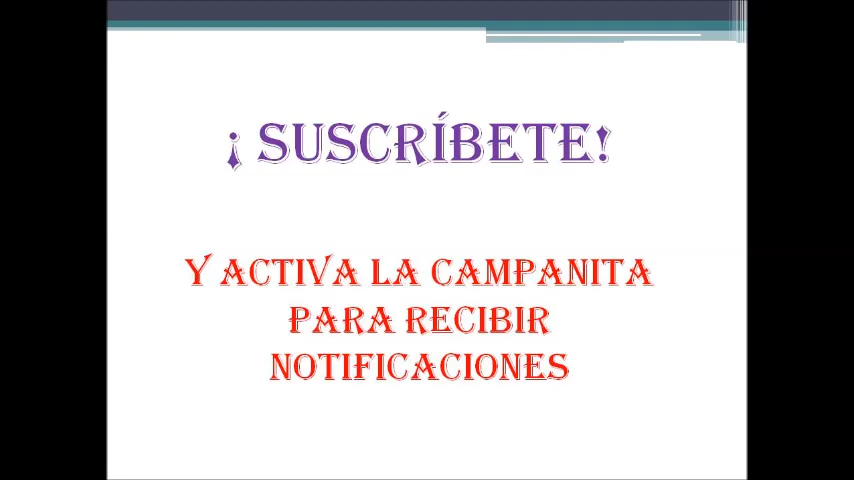 ¡ SUSCRÍBETE!
Y ACTIVA LA CAMPANITA
PARA RECIBIR
NOTIFICACIONES